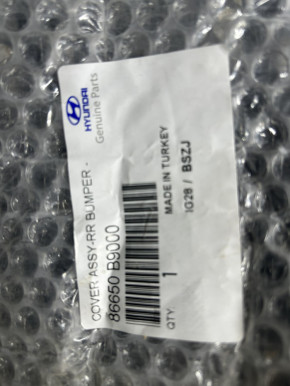 HYUNDAI
Genuine Parts
COVER ASSY-RR BUMPER -
86650 B9000
MADE IN TURKEY
IG28 / BSZJ
QTY. 1